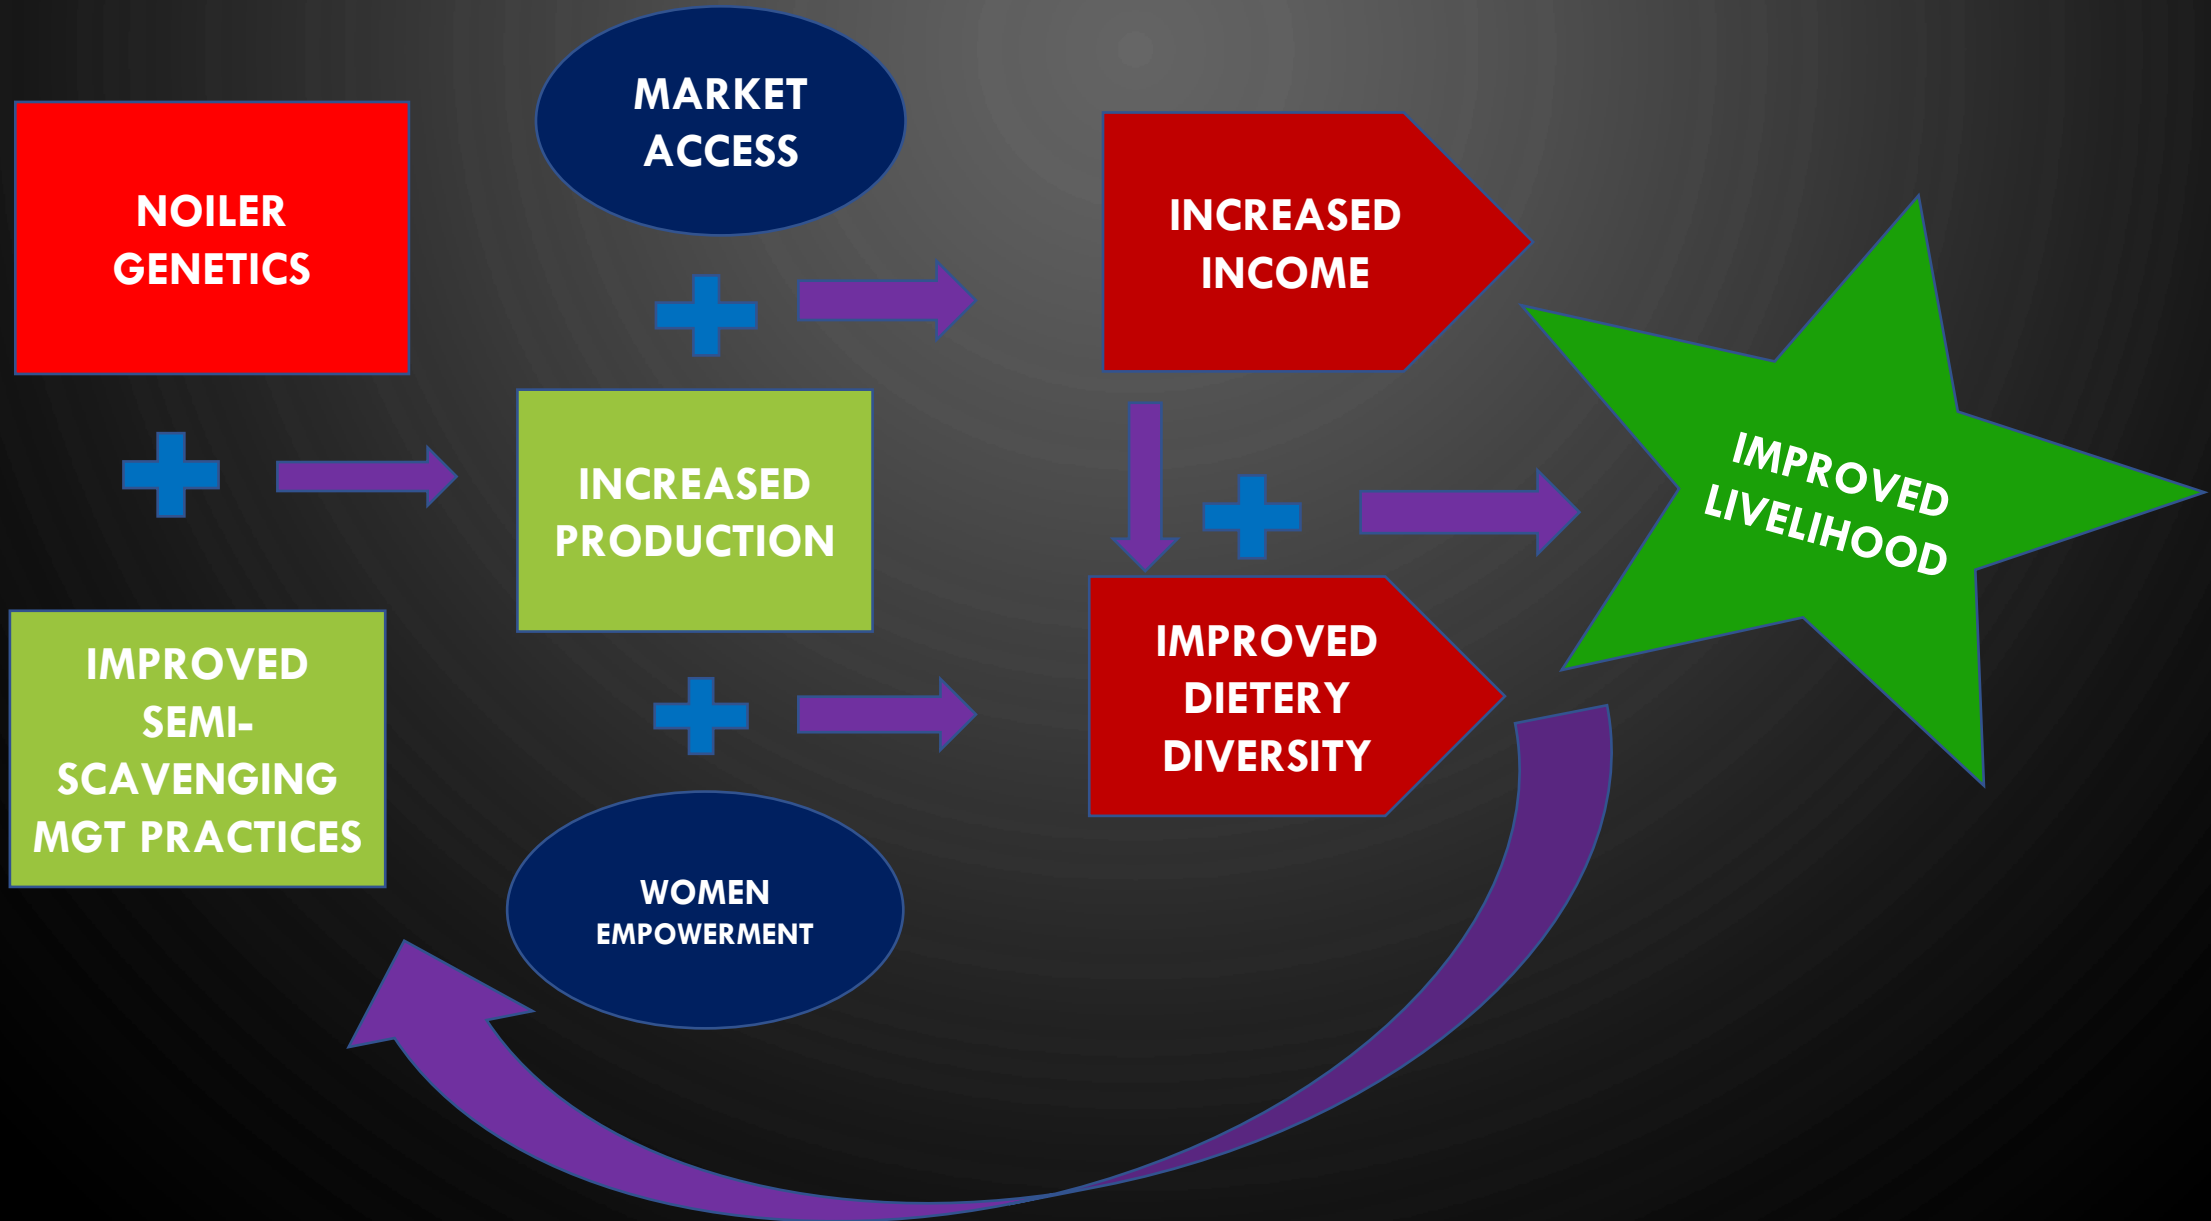 NOILER
GENETICS
IMPROVED
SEMI-
SCAVENGING
MGT PRACTICES
MARKET
ACCESS
INCREASED
PRODUCTION
WOMEN
EMPOWERMENT
INCREASED
INCOME
IMPROVED
DIETERY
DIVERSITY
IMPROVED
LIVELIHOOD